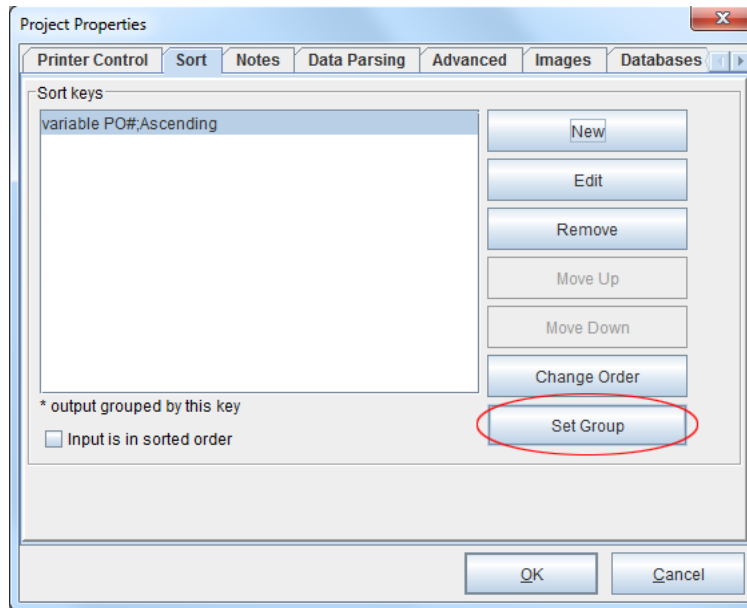 Project Properties
Printer Control Sort Notes Data Parsing Advanced Images Databases
Sort keys
variable PO#;Ascending
New
Edit
Remove
Move Up
Move Down
Change Order
* output grouped by this key
Set Group
Input is in sorted order
OK Cancel